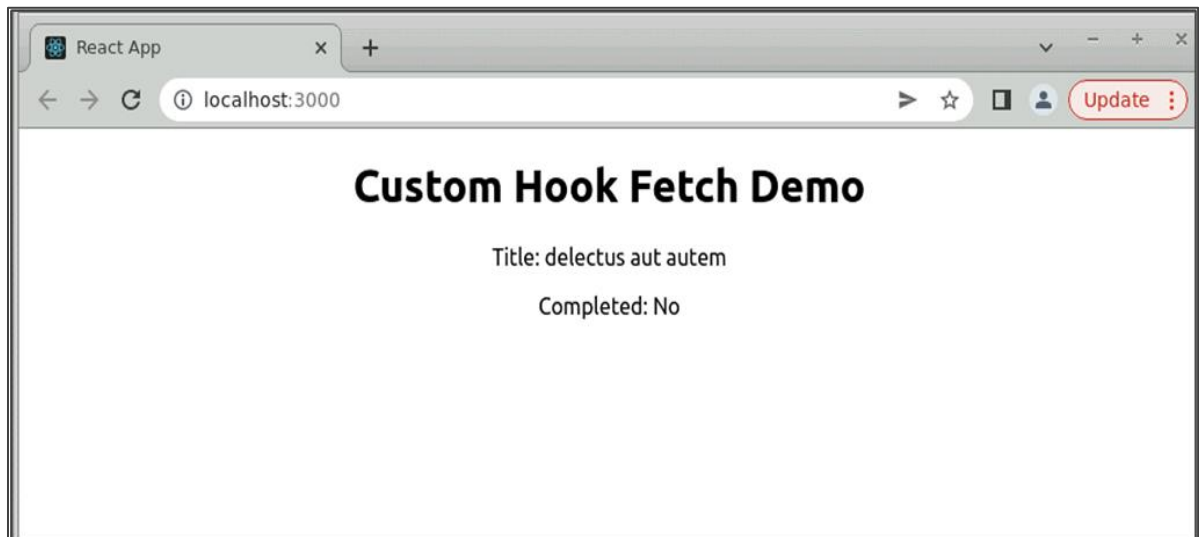 React App
localhost:3000
Update
Custom Hook Fetch Demo
Title: delectus aut autem
Completed: No